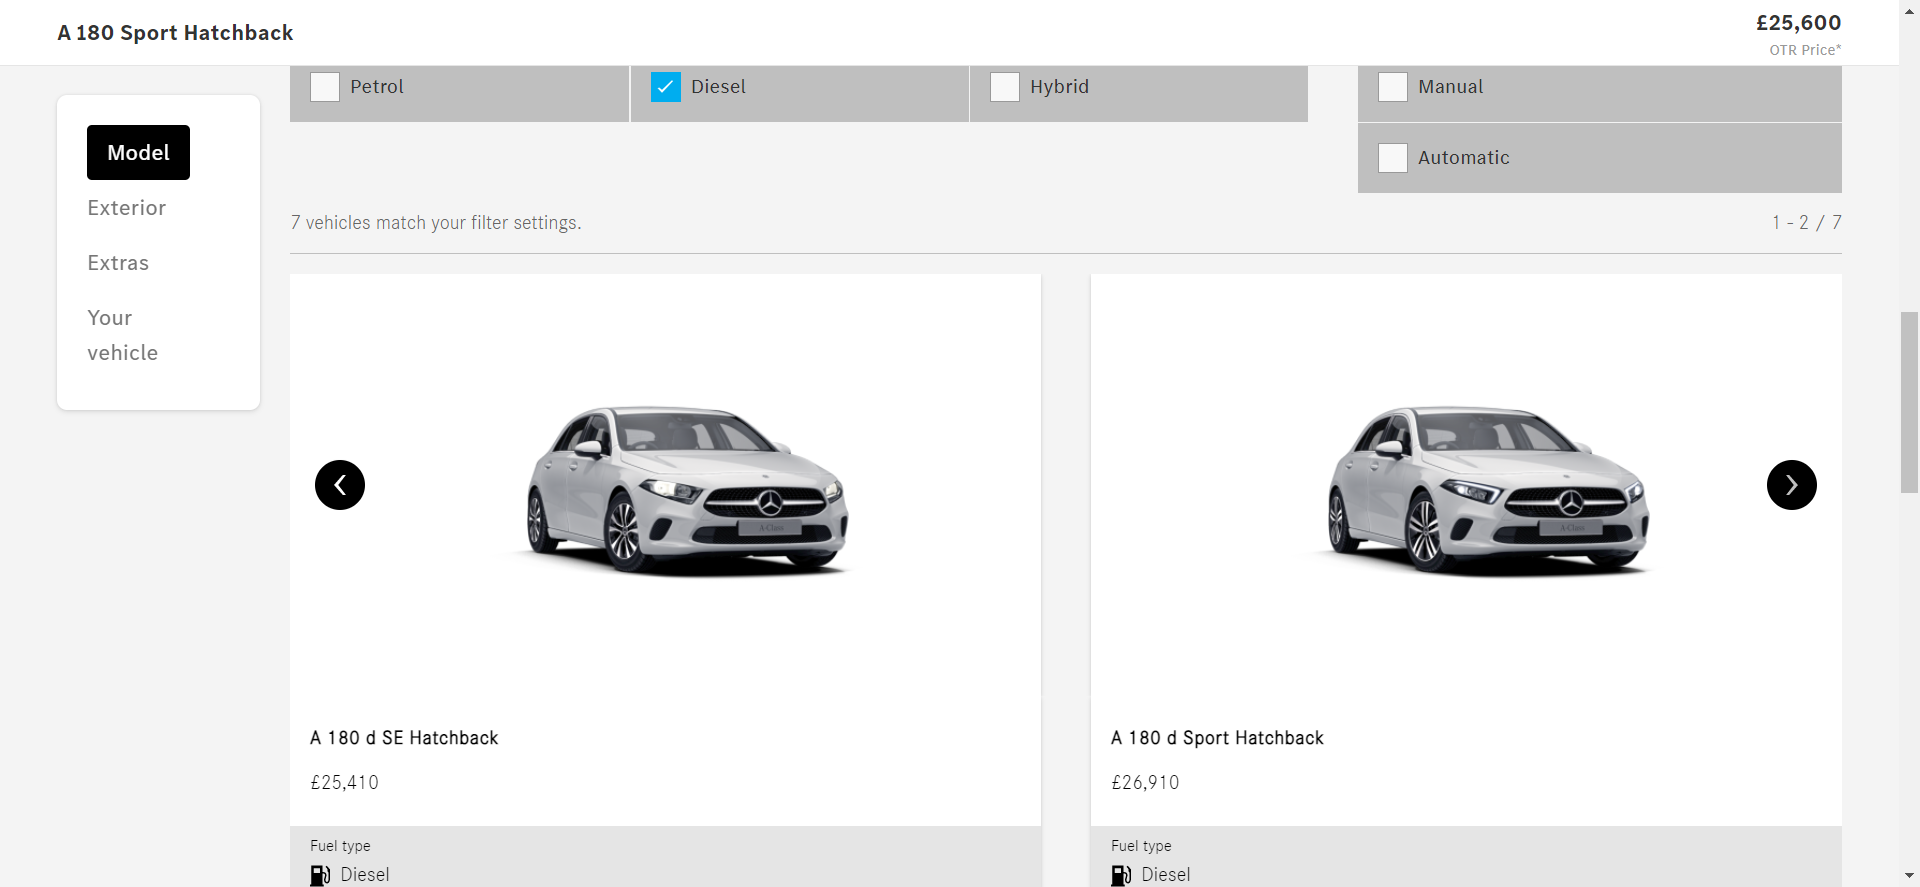 A 180 Sport Hatchback
£25,600
OTR Price*
Petrol
Diesel
Hybrid
Manual
Automatic
Model
Exterior
Extras
Your
vehicle
7 vehicles match your filter settings.
1 - 2 / 7
A-Class
A-Class
A 180 d SE Hatchback
£25,410
Fuel type
Diesel
A 180 d Sport Hatchback
£26,910
Fuel type
Diesel